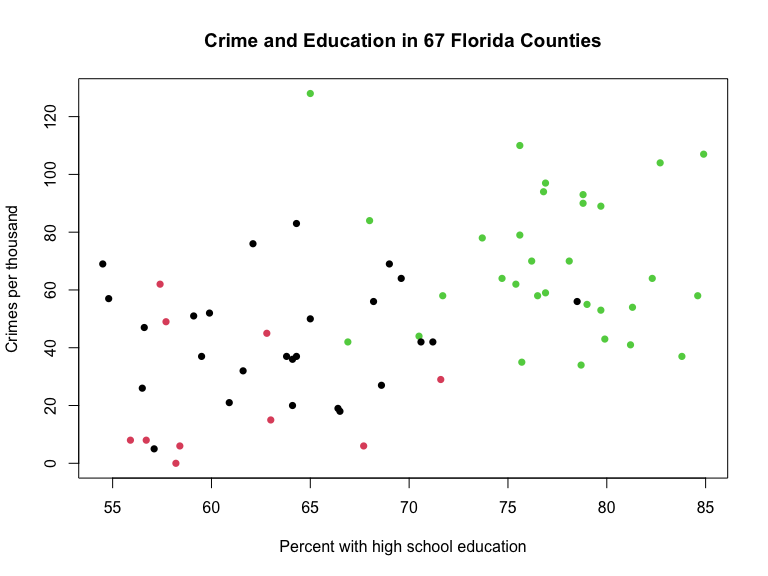 Crime and Education in 67 Florida Counties
Crimes per thousand
120
100
80
60
40
20
0
55 60 65 70 75 80 85
Percent with high school education